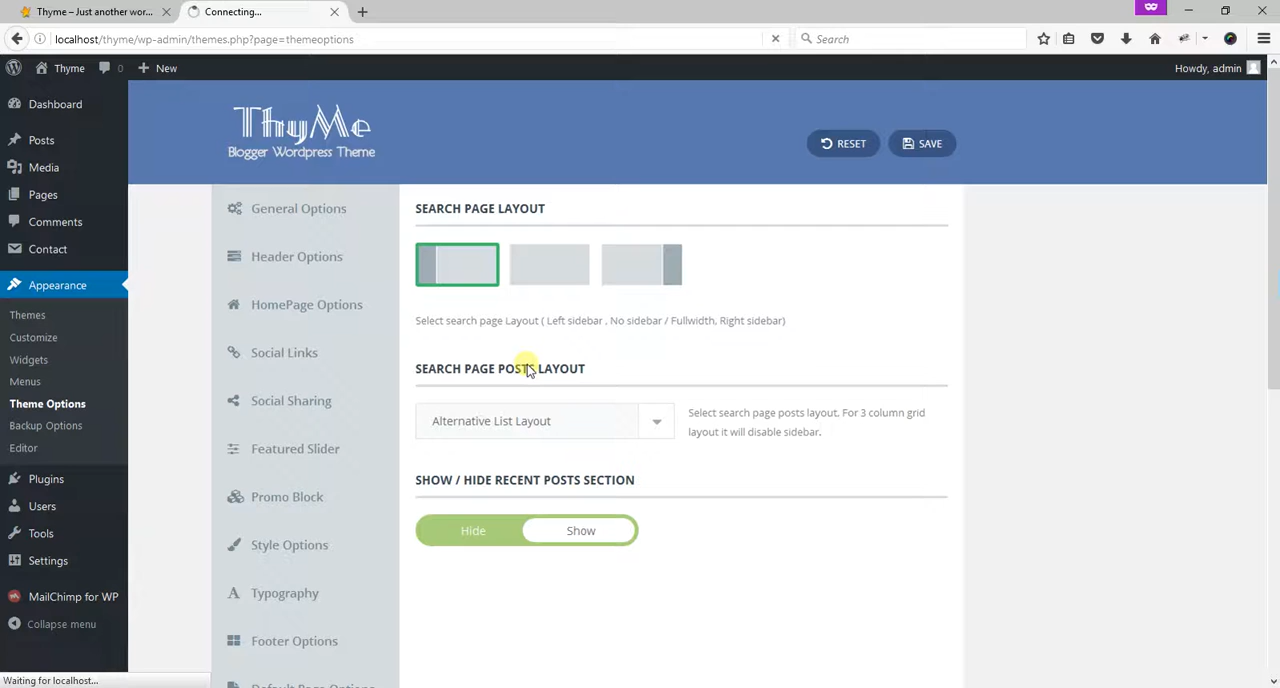 Thyme – Just another wor...
Connecting...
localhost/thyme/wp-admin/themes.php?page=themeoptions
Search
Thyme
0
New
Howdy, admin
Dashboard
Posts
Media
Pages
Comments
Contact
Appearance
Themes
Customize
Widgets
Menus
Theme Options
Backup Options
Editor
Plugins
Users
Tools
Settings
MailChimp for WP
Collapse menu
Waiting for localhost...
ThyMe
Blogger Wordpress Theme
RESET
SAVE
General Options
Header Options
HomePage Options
Social Links
Social Sharing
Featured Slider
Promo Block
Style Options
Typography
Footer Options
Default Page Options
SEARCH PAGE LAYOUT
Select search page Layout ( Left sidebar , No sidebar / Fullwidth, Right sidebar)
SEARCH PAGE POSTS LAYOUT
Alternative List Layout
Select search page posts layout, For 3 column grid
layout it will disable sidebar.
SHOW / HIDE RECENT POSTS SECTION
Hide
Show